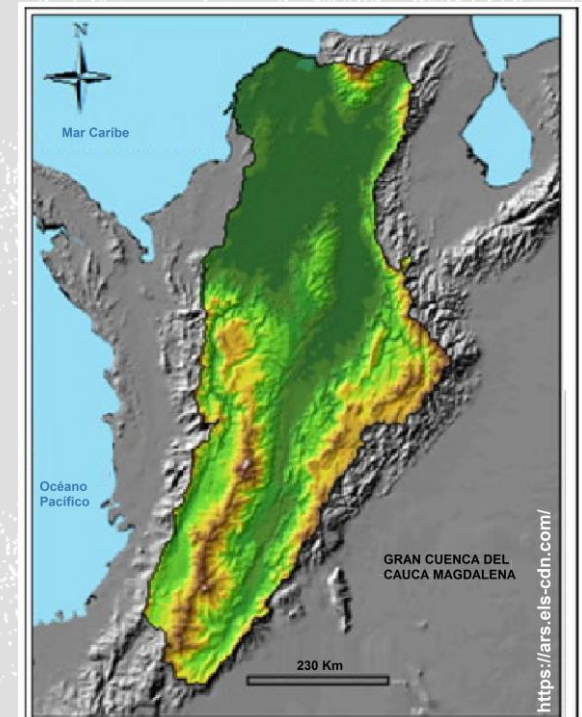 N
Mar Caribe
Océano
Pacífico
GRAN CUENCA DEL
CAUCA MAGDALENA
230 Km
https://ars.els-cdn.com/